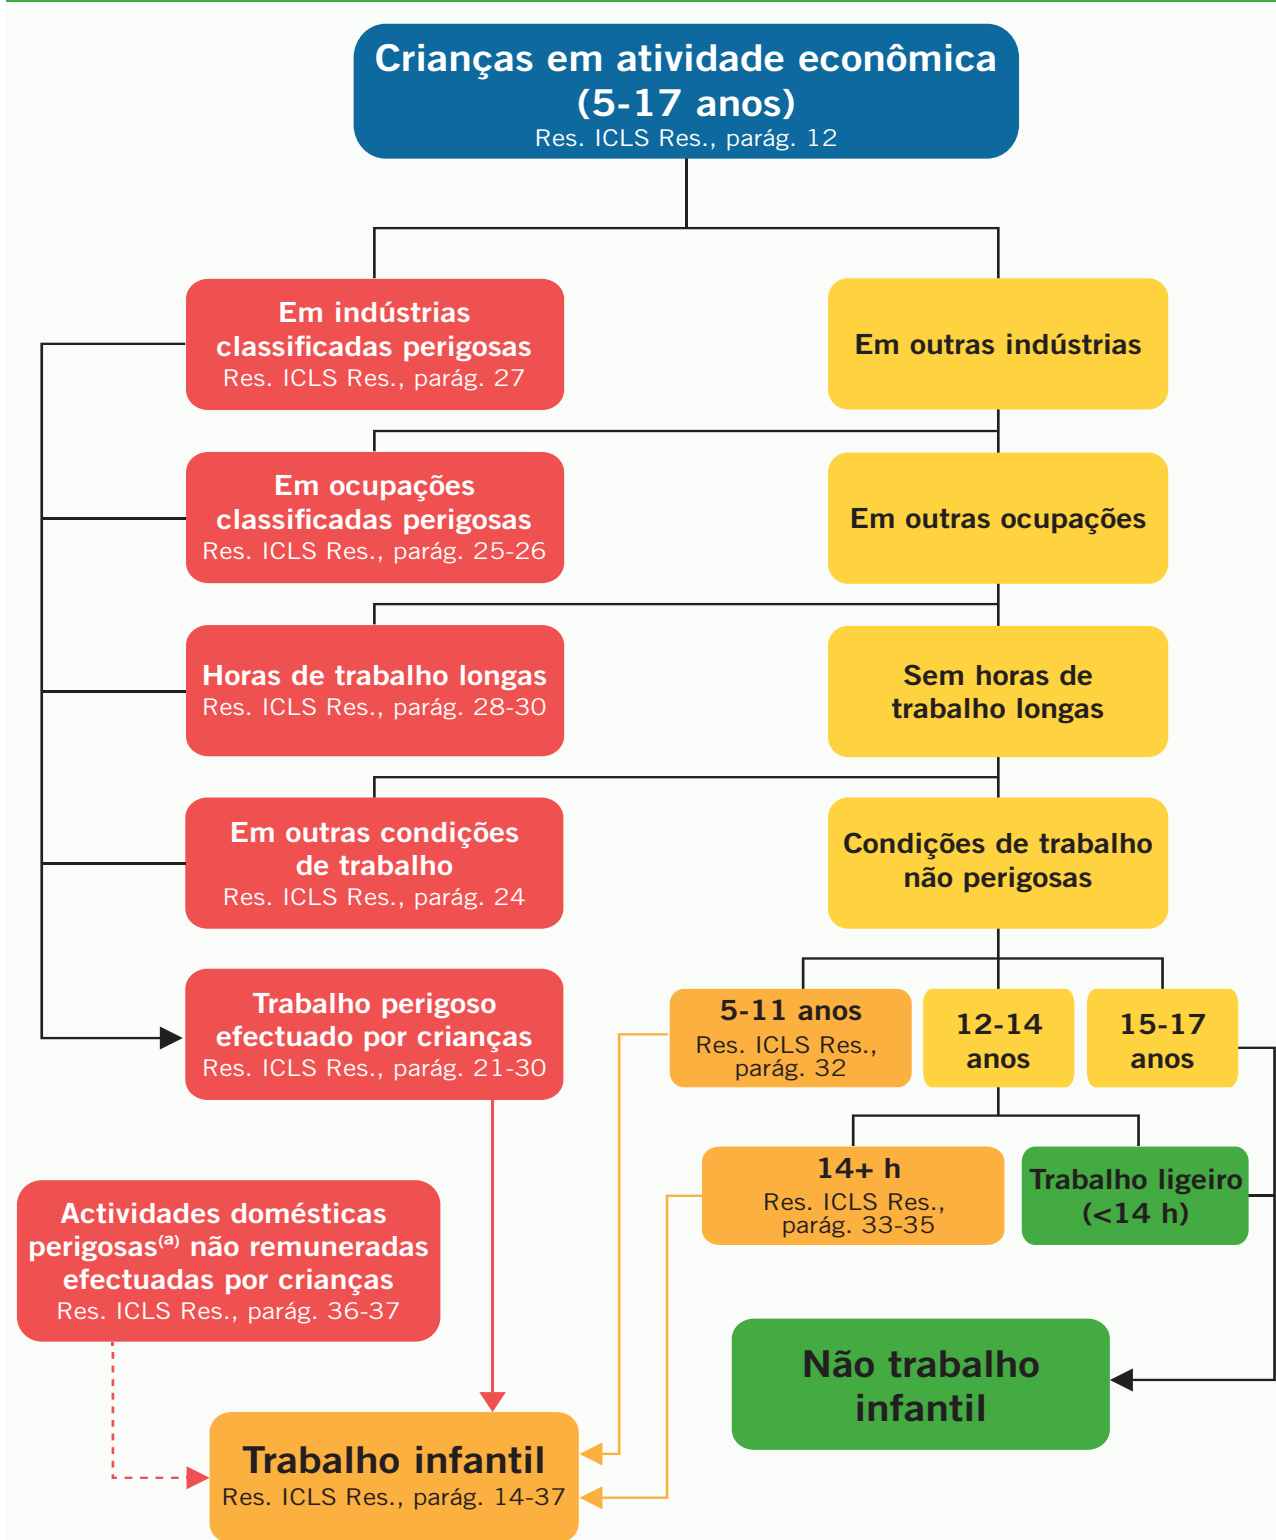 Crianças em atividade econômica
(5-17 anos)
Res. ICLS Res., parág. 12
Em indústrias
classificadas perigosas
Res. ICLS Res., parág. 27
Em outras indústrias
Em ocupações
classificadas perigosas
Res. ICLS Res., parág. 25-26
Em outras ocupações
Horas de trabalho longas
Res. ICLS Res., parág. 28-30
Sem horas de
trabalho longas
Em outras condições
de trabalho
Res. ICLS Res., parág. 24
Condições de trabalho
não perigosas
Trabalho perigoso
efectuado por crianças
Res. ICLS Res., parág. 21-30
5-11 anos
Res. ICLS Res.,
parág. 32
12-14
anos
15-17
anos
14+ h
Res. ICLS Res.,
parág. 33-35
Trabalho ligeiro
(<14 h)
Actividades domésticas
perigosas(a) não remuneradas
efectuadas por crianças
Res. ICLS Res., parág. 36-37
Não trabalho
infantil
Trabalho infantil
Res. ICLS Res., parág. 14-37